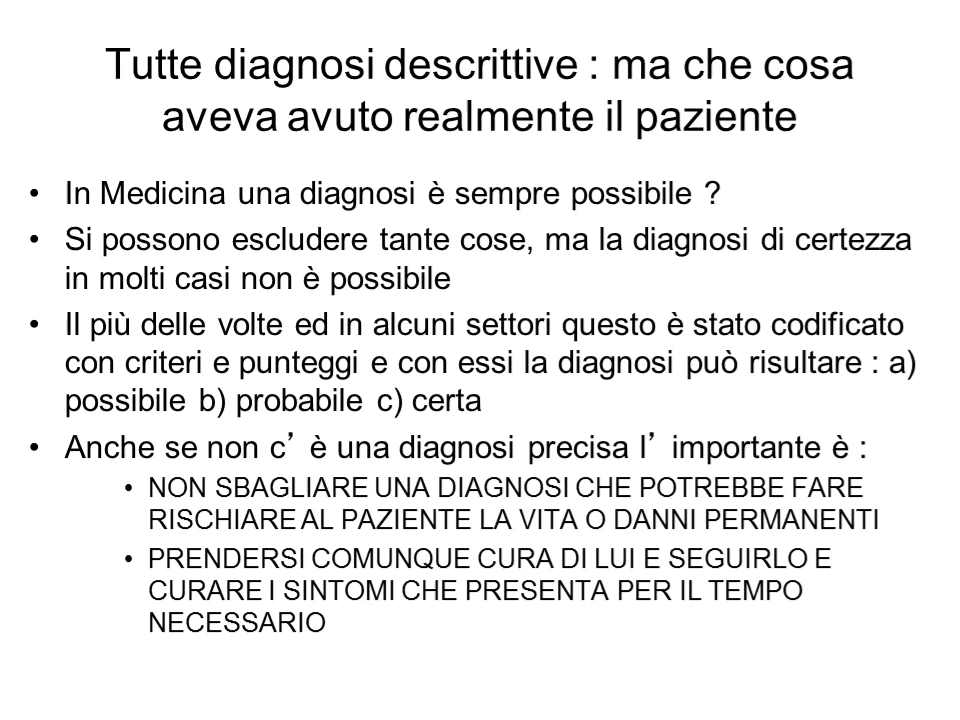 Tutte diagnosi descrittive : ma che cosa
aveva avuto realmente il paziente
• In Medicina una diagnosi è sempre possibile ?
• Si possono escludere tante cose, ma la diagnosi di certezza
in molti casi non è possibile
• Il più delle volte ed in alcuni settori questo è stato codificato
con criteri e punteggi e con essi la diagnosi può risultare : a)
possibile b) probabile c) certa
• Anche se non c’ è una diagnosi precisa l’ importante è :
• NON SBAGLIARE UNA DIAGNOSI CHE POTREBBE FARE
RISCHIARE AL PAZIENTE LA VITA O DANNI PERMANENTI
• PRENDERSI COMUNQUE CURA DI LUI E SEGUIRLO E
CURARE I SINTOMI CHE PRESENTA PER IL TEMPO
NECESSARIO